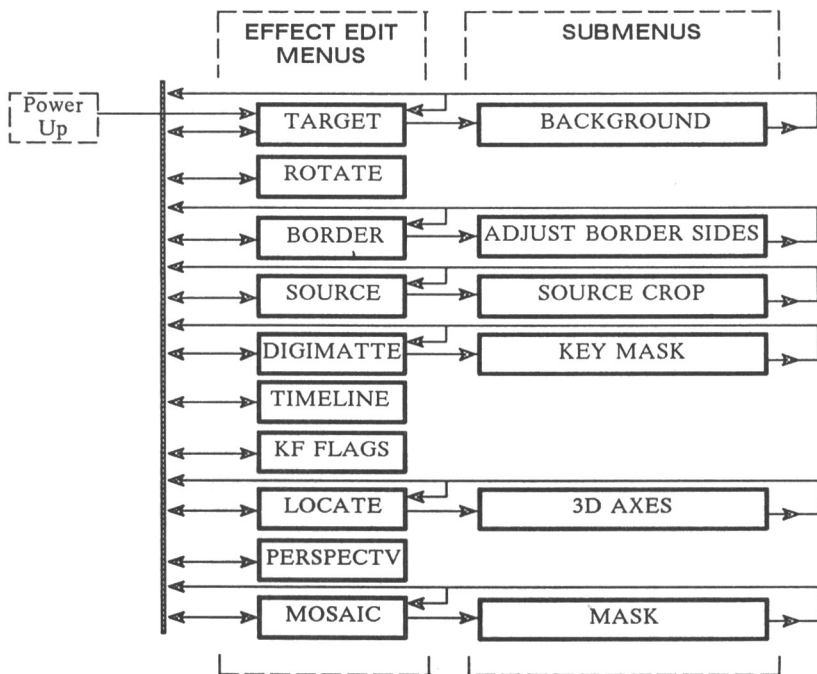 EFFECT EDIT
MENUS
SUBMENUS
Power
Up
TARGET
BACKGROUND
ROTATE
BORDER
ADJUST BORDER SIDES
SOURCE
SOURCE CROP
DIGIMATTE
KEY MASK
TIMELINE
KF FLAGS
LOCATE
3D AXES
PERSPECTV
MOSAIC
MASK